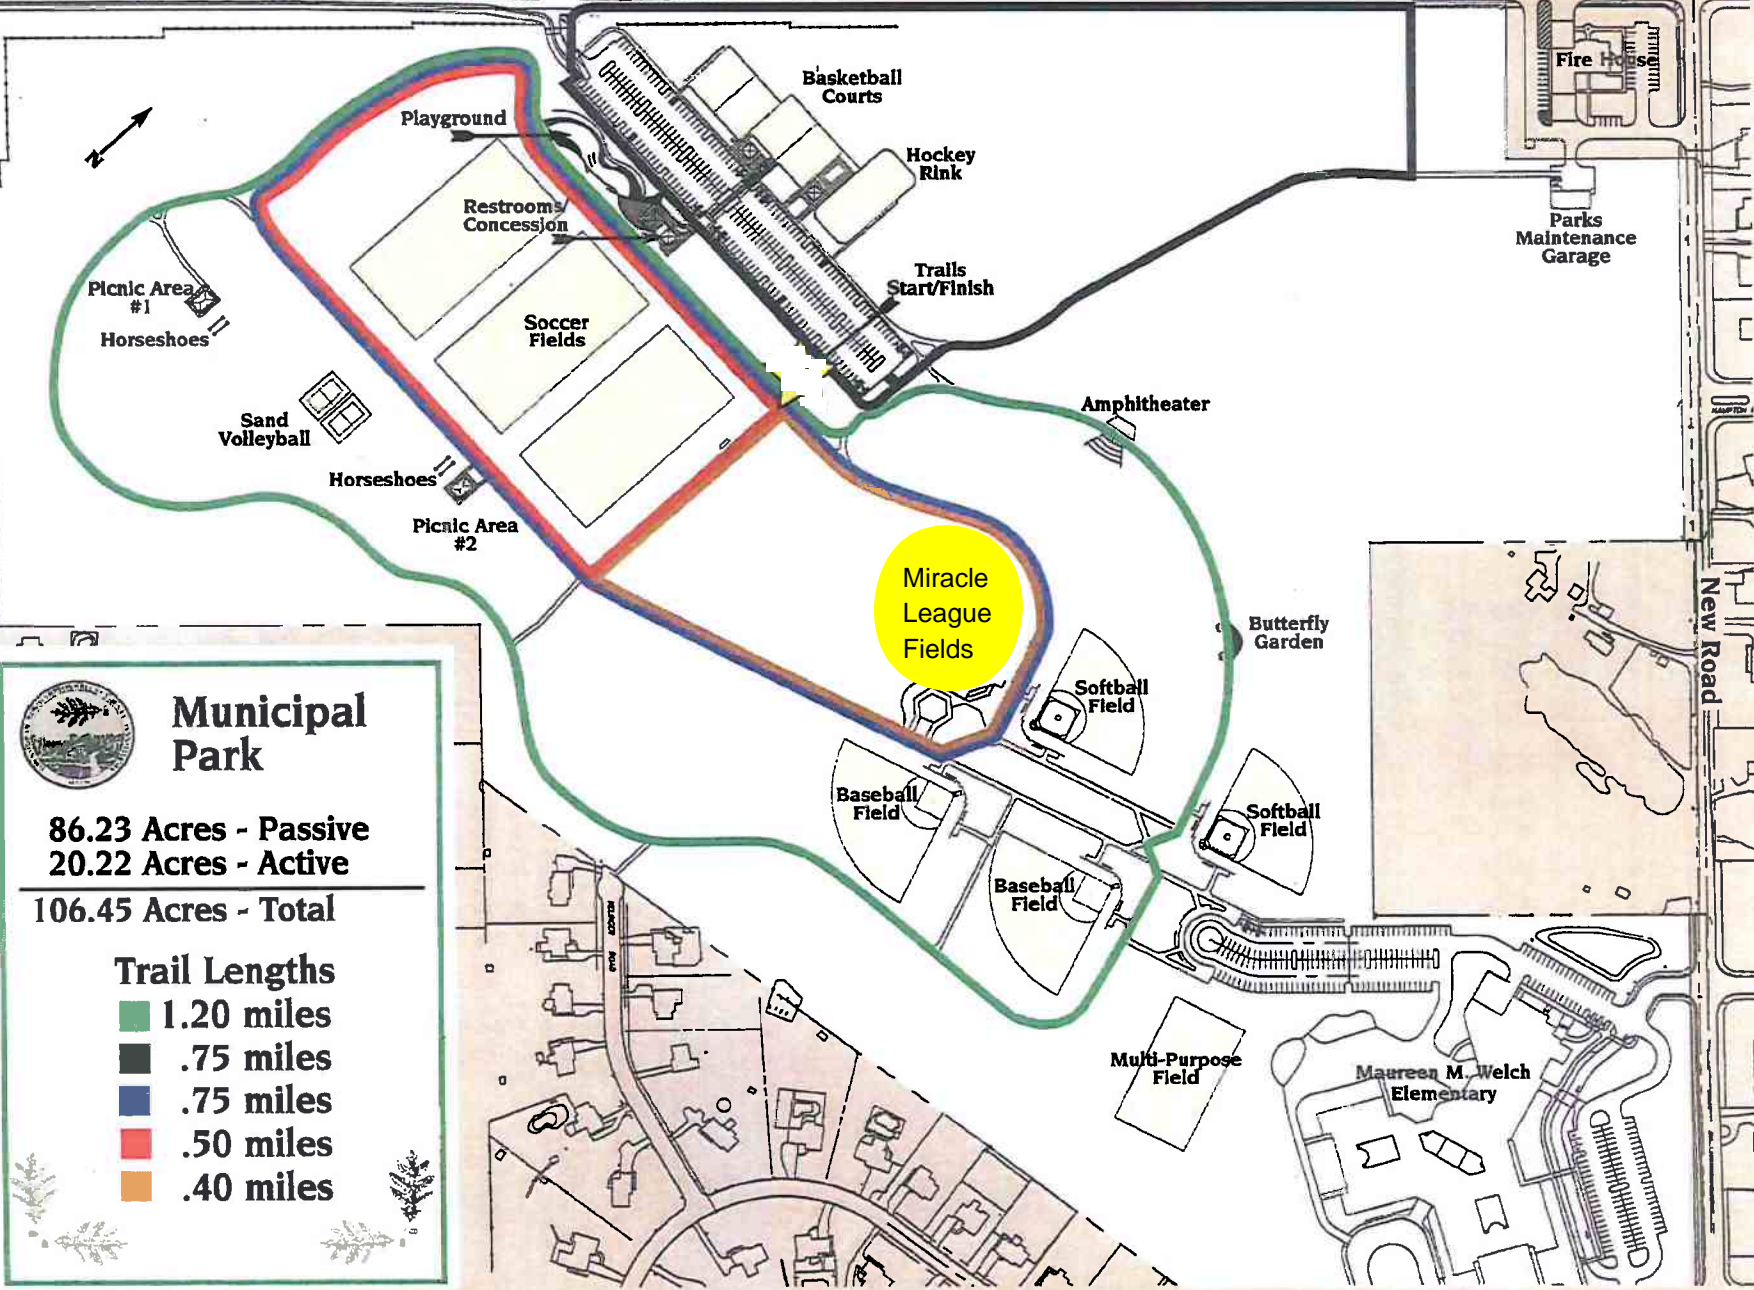 Basketball
Courts
Fire House
Playground
Hockey
Rink
Restrooms/
Concession
Parks
Maintenance
Garage
Trails
Start/Finish
N
Picnic Area
#1
Horseshoes
Soccer
Fields
Amphitheater
HAMPTON
Sand
Volleyball
Horseshoes
Picnic Area
#2
Miracle
League
Fields
New Road
Butterfly
Garden
Softball
Field
Baseball
Field
Softball
Field
Baseball
Field
Multi-Purpose
Field
Maureen M. Welch
Elementary
Municipal
Park
86.23 Acres - Passive
20.22 Acres - Active
106.45 Acres - Total
Trail Lengths
1.20 miles
.75 miles
.75 miles
.50 miles
.40 miles